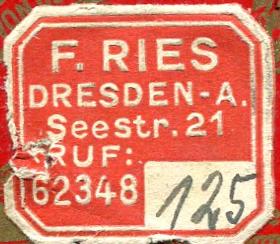 F. RIES
DRESDEN-A.
Seestr. 21
RUF:
62348
125